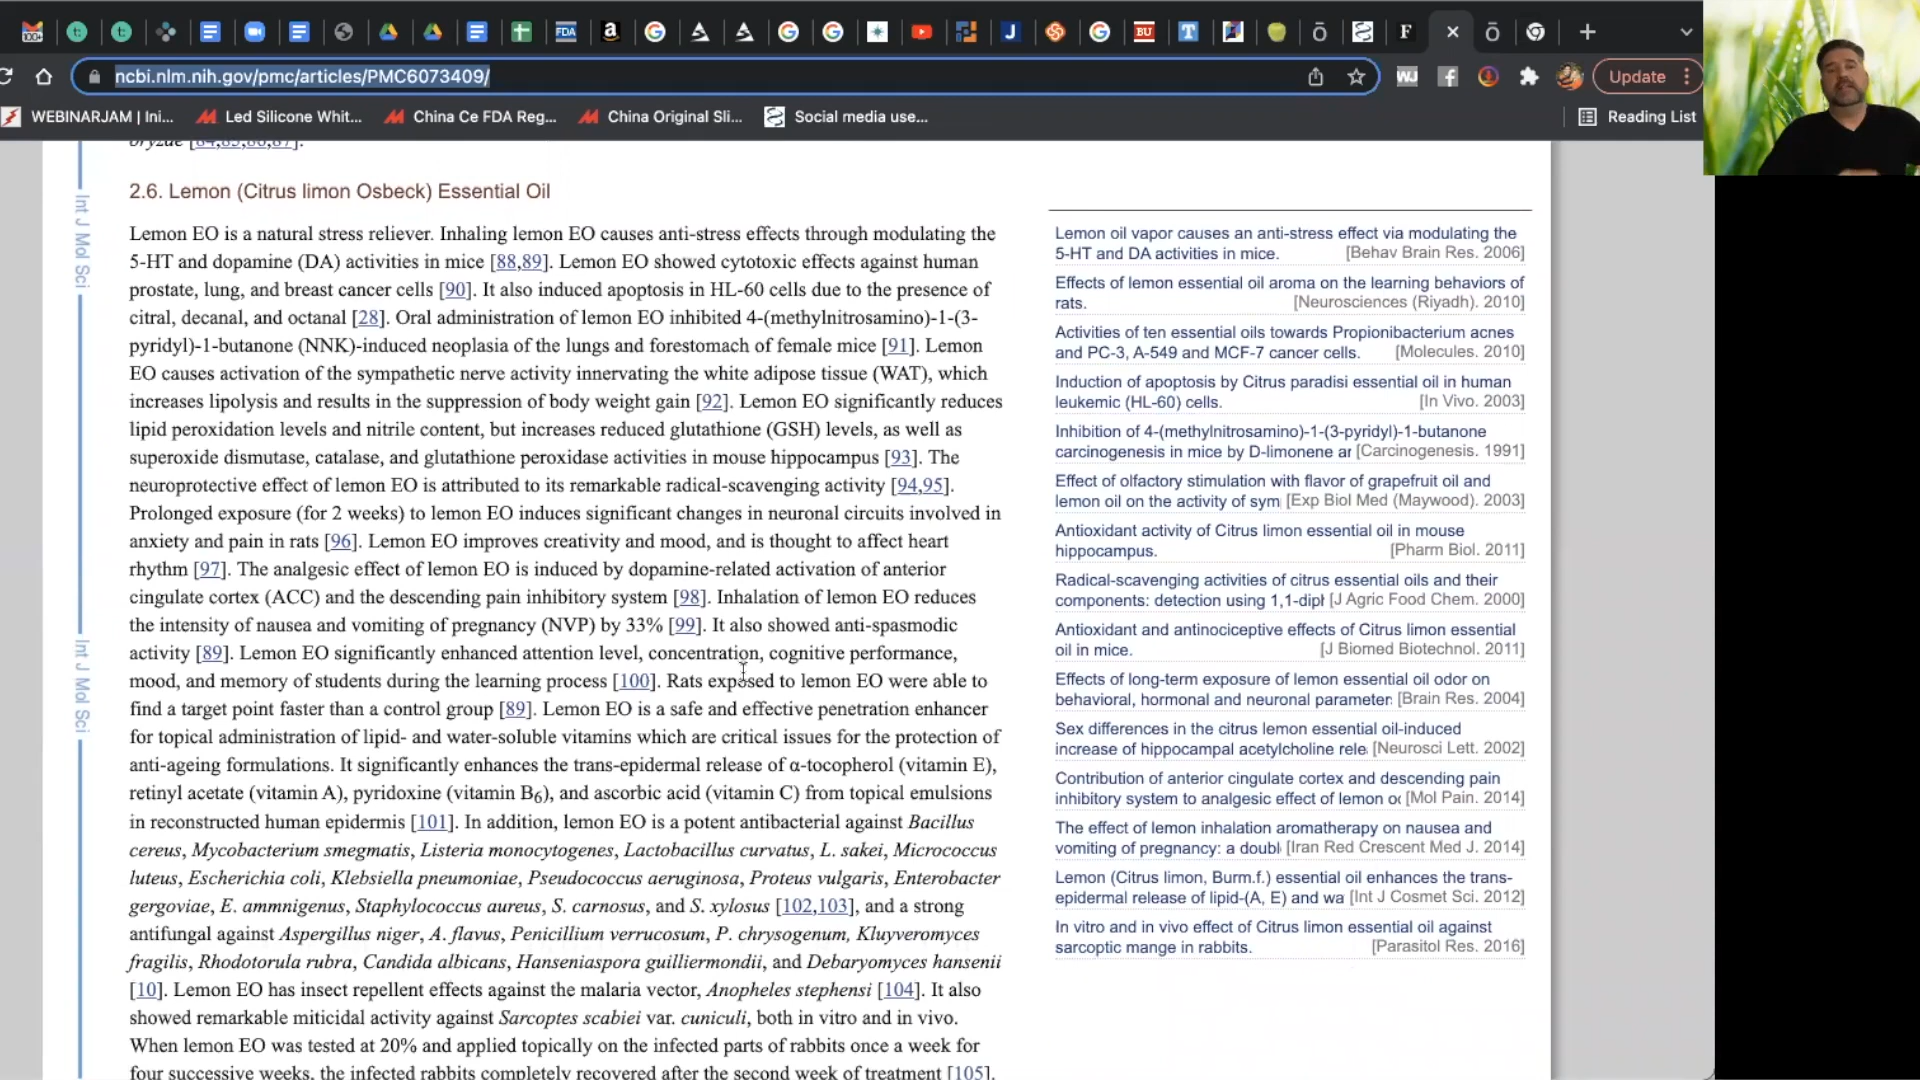 FDA
BU
J
T
F
ncbi.nlm.nih.gov/pmc/articles/PMC6073409/
Update
WEBINARJAM | Ini...
Led Silicone Whit...
China Ce FDA Reg...
China Original Sli...
Social media use...
Reading List
Int J Mol Sci
Int J Mol Sci
2.6. Lemon (Citrus limon Osbeck) Essential Oil
Lemon EO is a natural stress reliever. Inhaling lemon EO causes anti-stress effects through modulating the
5-HT and dopamine (DA) activities in mice [88,89]. Lemon EO showed cytotoxic effects against human
prostate, lung, and breast cancer cells [90]. It also induced apoptosis in HL-60 cells due to the presence of
citral, decanal, and octanal [28]. Oral administration of lemon EO inhibited 4-(methylnitrosamino)-1-(3-
pyridyl)-1-butanone (NNK)-induced neoplasia of the lungs and forestomach of female mice [91]. Lemon
EO causes activation of the sympathetic nerve activity innervating the white adipose tissue (WAT), which
increases lipolysis and results in the suppression of body weight gain [92]. Lemon EO significantly reduces
lipid peroxidation levels and nitrile content, but increases reduced glutathione (GSH) levels, as well as
superoxide dismutase, catalase, and glutathione peroxidase activities in mouse hippocampus [93]. The
neuroprotective effect of lemon EO is attributed to its remarkable radical-scavenging activity [94,95].
Prolonged exposure (for 2 weeks) to lemon EO induces significant changes in neuronal circuits involved in
anxiety and pain in rats [96]. Lemon EO improves creativity and mood, and is thought to affect heart
rhythm [97]. The analgesic effect of lemon EO is induced by dopamine-related activation of anterior
cingulate cortex (ACC) and the descending pain inhibitory system [98]. Inhalation of lemon EO reduces
the intensity of nausea and vomiting of pregnancy (NVP) by 33% [99]. It also showed anti-spasmodic
activity [89]. Lemon EO significantly enhanced attention level, concentration, cognitive performance,
mood, and memory of students during the learning process [100]. Rats exposed to lemon EO were able to
find a target point faster than a control group [89]. Lemon EO is a safe and effective penetration enhancer
for topical administration of lipid- and water-soluble vitamins which are critical issues for the protection of
anti-ageing formulations. It significantly enhances the trans-epidermal release of α-tocopherol (vitamin E),
retinyl acetate (vitamin A), pyridoxine (vitamin B6), and ascorbic acid (vitamin C) from topical emulsions
in reconstructed human epidermis [101]. In addition, lemon EO is a potent antibacterial against Bacillus
cereus, Mycobacterium smegmatis, Listeria monocytogenes, Lactobacillus curvatus, L. sakei, Micrococcus
luteus, Escherichia coli, Klebsiella pneumoniae, Pseudococcus aeruginosa, Proteus vulgaris, Enterobacter
gergoviae, E. ammnigenus, Staphylococcus aureus, S. carnosus, and S. xylosus [102,103], and a strong
antifungal against Aspergillus niger, A. flavus, Penicillium verrucosum, P. chrysogenum, Kluyveromyces
fragilis, Rhodotorula rubra, Candida albicans, Hanseniaspora guilliermondii, and Debaryomyces hansenii
[10]. Lemon EO has insect repellent effects against the malaria vector, Anopheles stephensi [104]. It also
showed remarkable miticidal activity against Sarcoptes scabiei var. cuniculi, both in vitro and in vivo.
When lemon EO was tested at 20% and applied topically on the infected parts of rabbits once a week for
four successive weeks, the infected rabbits completely recovered after the second week of treatment [105].
Lemon oil vapor causes an anti-stress effect via modulating the
5-HT and DA activities in mice. [Behav Brain Res. 2006]
Effects of lemon essential oil aroma on the learning behaviors of
rats. [Neurosciences (Riyadh). 2010]
Activities of ten essential oils towards Propionibacterium acnes
and PC-3, A-549 and MCF-7 cancer cells. [Molecules. 2010]
Induction of apoptosis by Citrus paradisi essential oil in human
leukemic (HL-60) cells. [In Vivo. 2003]
Inhibition of 4-(methylnitrosamino)-1-(3-pyridyl)-1-butanone
carcinogenesis in mice by D-limonene ar [Carcinogenesis. 1991]
Effect of olfactory stimulation with flavor of grapefruit oil and
lemon oil on the activity of sym [Exp Biol Med (Maywood). 2003]
Antioxidant activity of Citrus limon essential oil in mouse
hippocampus. [Pharm Biol. 2011]
Radical-scavenging activities of citrus essential oils and their
components: detection using 1,1-dipl [J Agric Food Chem. 2000]
Antioxidant and antinociceptive effects of Citrus limon essential
oil in mice. [J Biomed Biotechnol. 2011]
Effects of long-term exposure of lemon essential oil odor on
behavioral, hormonal and neuronal parameter: [Brain Res. 2004]
Sex differences in the citrus lemon essential oil-induced
increase of hippocampal acetylcholine rele [Neurosci Lett. 2002]
Contribution of anterior cingulate cortex and descending pain
inhibitory system to analgesic effect of lemon o [Mol Pain. 2014]
The effect of lemon inhalation aromatherapy on nausea and
vomiting of pregnancy: a doubl [Iran Red Crescent Med J. 2014]
Lemon (Citrus limon, Burm.f.) essential oil enhances the trans-
epidermal release of lipid-(A, E) and wa [Int J Cosmet Sci. 2012]
In vitro and in vivo effect of Citrus limon essential oil against
sarcoptic mange in rabbits. [Parasitol Res. 2016]